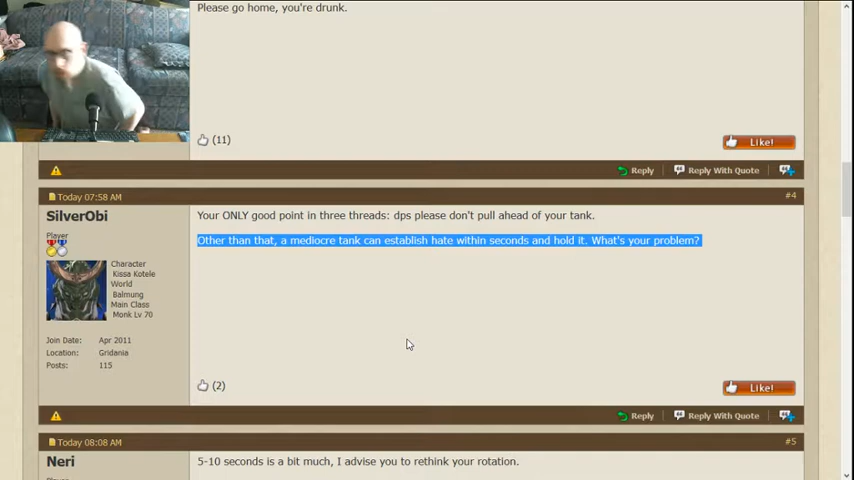 Please go home, you're drunk.
(11)
Like!
Reply
Reply With Quote
Today 07:58 AM
#4
SilverObi
Player
Character
Kissa Kotele
World
Balmung
Main Class
Monk Lv 70
Join Date: Apr 2011
Location: Gridania
Posts: 115
Your ONLY good point in three threads: dps please don't pull ahead of your tank.
Other than that, a mediocre tank can establish hate within seconds and hold it. What's your problem?
(2)
Like!
Reply
Reply With Quote
Today 08:08 AM
#5
Neri
5-10 seconds is a bit much, I advise you to rethink your rotation.